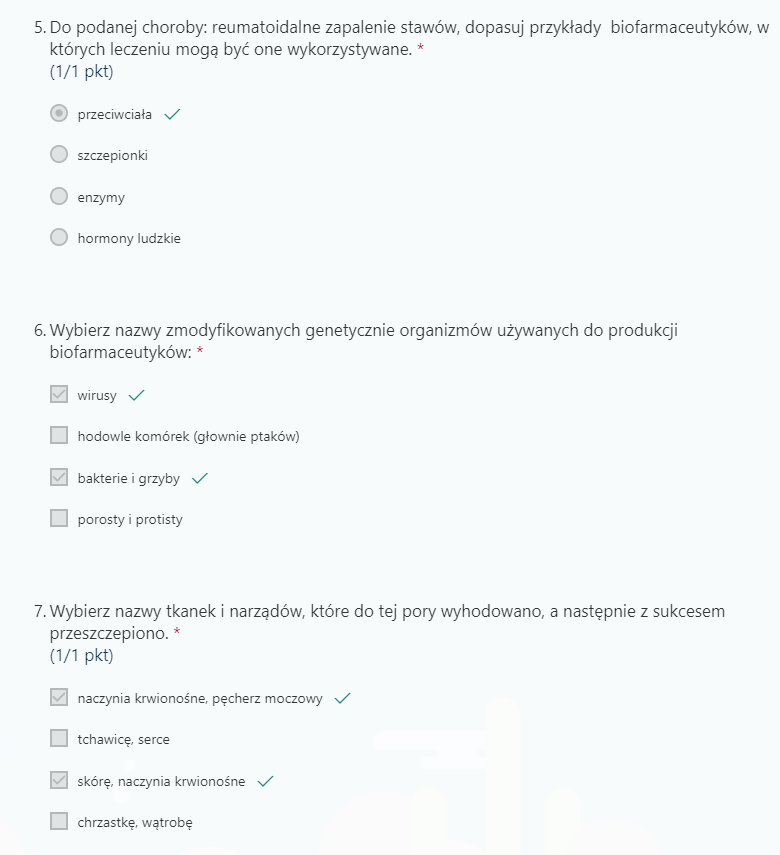 5. Do podanej choroby: reumatoidalne zapalenie stawów, dopasuj przykłady  biofarmaceutyków, w
których leczeniu mogą być one wykorzystywane. *
(1/1 pkt)
przeciwciała
szczepionki
enzymy
hormony ludzkie
6. Wybierz nazwy zmodyfikowanych genetycznie organizmów używanych do produkcji
biofarmaceutyków: *
wirusy
hodowle komórek (głownie ptaków)
bakterie i grzyby
porosty i protisty
7. Wybierz nazwy tkanek i narządów, które do tej pory wyhodowano, a następnie z sukcesem
przeszczepiono. *
(1/1 pkt)
naczynia krwionośne, pęcherz moczowy
tchawicę, serce
skórę, naczynia krwionośne
chrzastkę, wątrobę